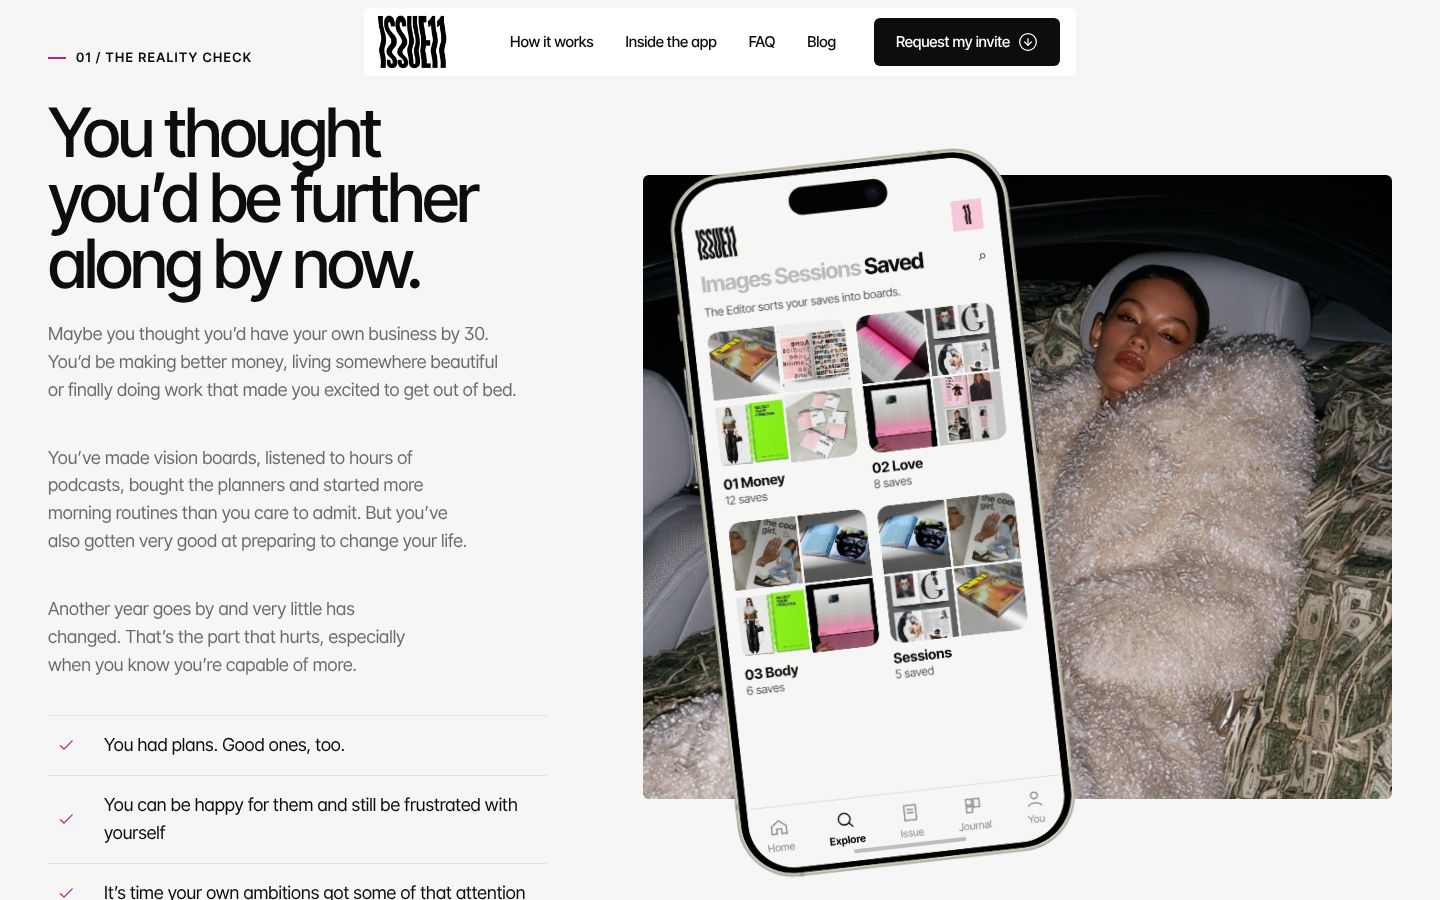 ISSUE11
How it works
Inside the app
FAQ
Blog
Request my invite
01 / THE REALITY CHECK
You thought
you’d be further
along by now.
Maybe you thought you’d have your own business by 30.
You’d be making better money, living somewhere beautiful
or finally doing work that made you excited to get out of bed.
You’ve made vision boards, listened to hours of
podcasts, bought the planners and started more
morning routines than you care to admit. But you’ve
also gotten very good at preparing to change your life.
Another year goes by and very little has
changed. That’s the part that hurts, especially
when you know you’re capable of more.
You had plans. Good ones, too.
You can be happy for them and still be frustrated with
yourself
It’s time your own ambitions got some of that attention
11
ISSUE11
Images Sessions Saved
The Editor sorts your saves into boards.
01 Money
12 saves
02 Love
8 saves
the cool
girl.
the cool
girl.
03 Body
6 saves
Sessions
5 saved
Home
Explore
Issue
Journal
You